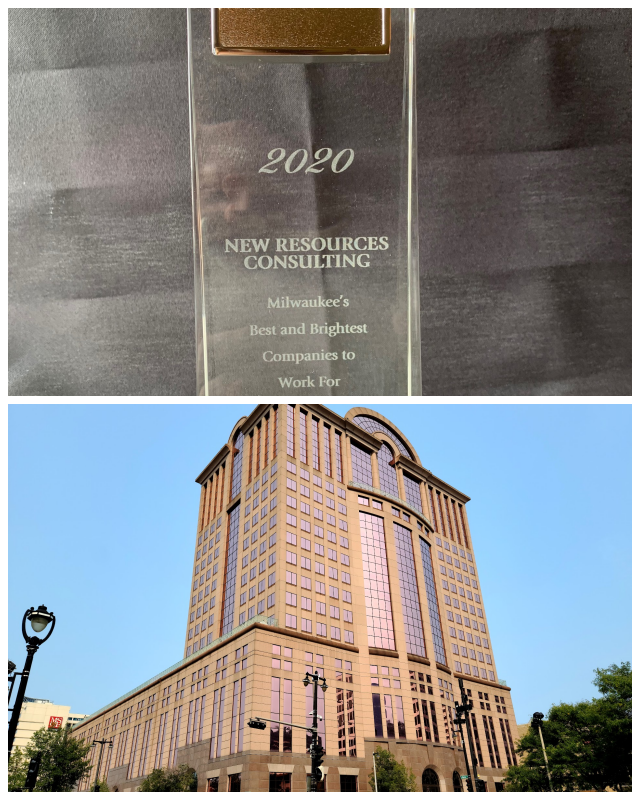 2020
NEW RESOURCES
CONSULTING
Milwaukee's
Best and Brightest
Companies to
Work For